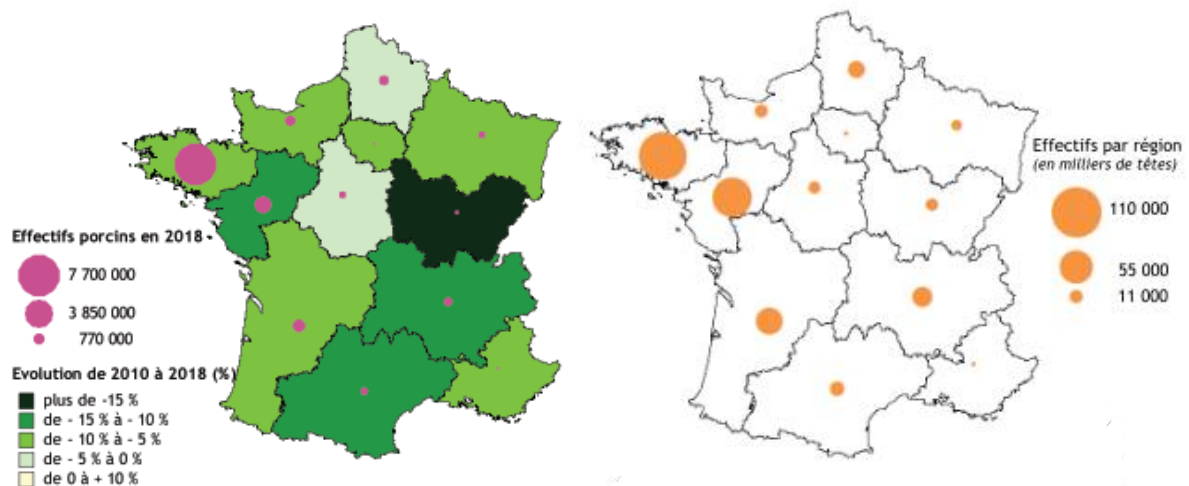 Effectifs porcins en 2018
7 700 000
3 850 000
770 000
Evolution de 2010 à 2018 (%)
plus de -15 %
de - 15 % à - 10 %
de - 10 % à - 5 %
de - 5 % à 0 %
de 0 à + 10 %
Effectifs par région
(en milliers de têtes)
110 000
55 000
11 000